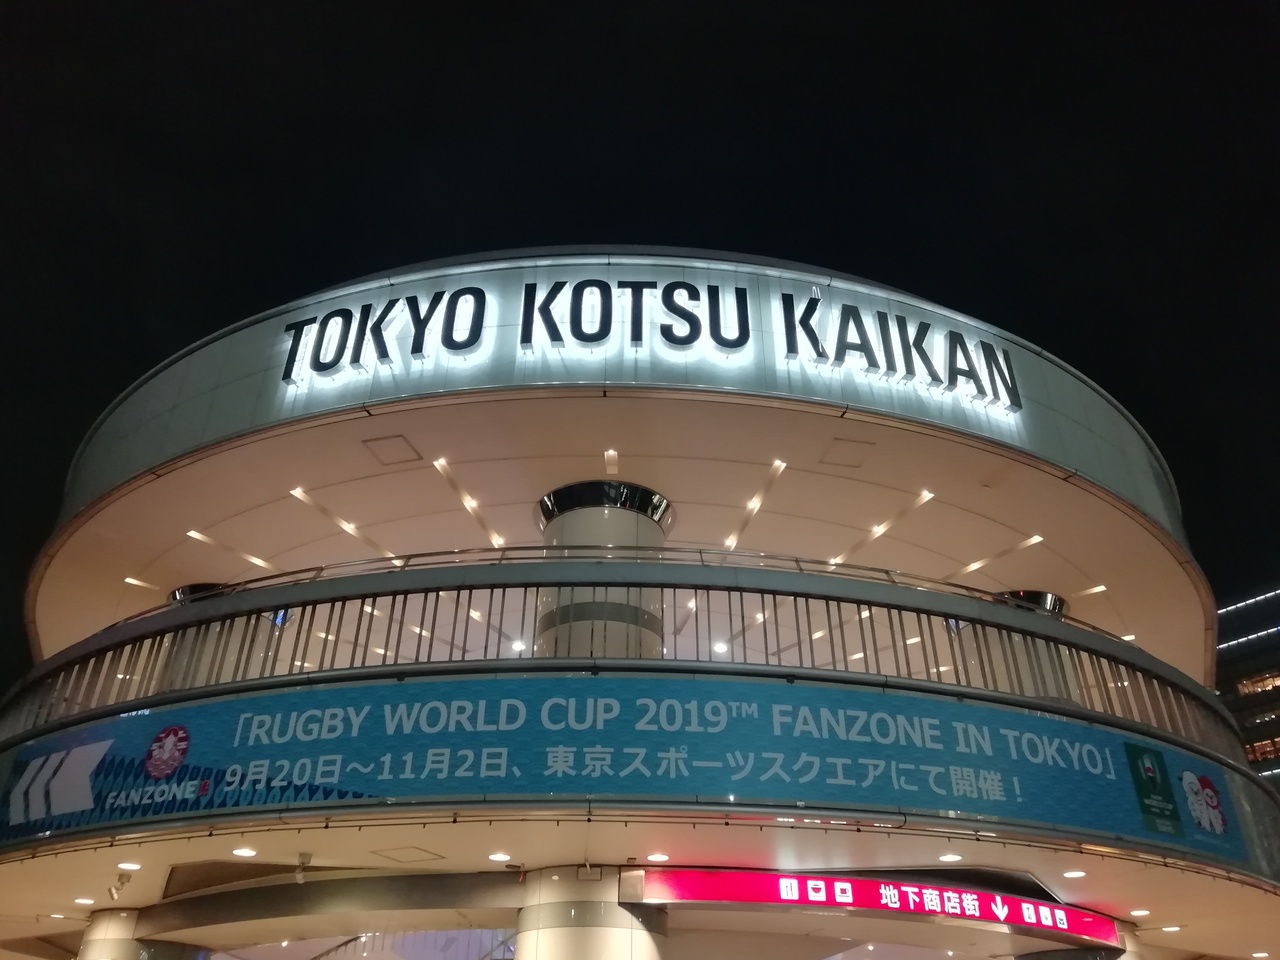 TOKYO KOTSU KAIKAN
「RUGBY WORLD CUP 2019™ FANZONE IN TOKYO」
9月20日～11月2日、東京スポーツスクエアにて開催！
FANZONE
地下商店街